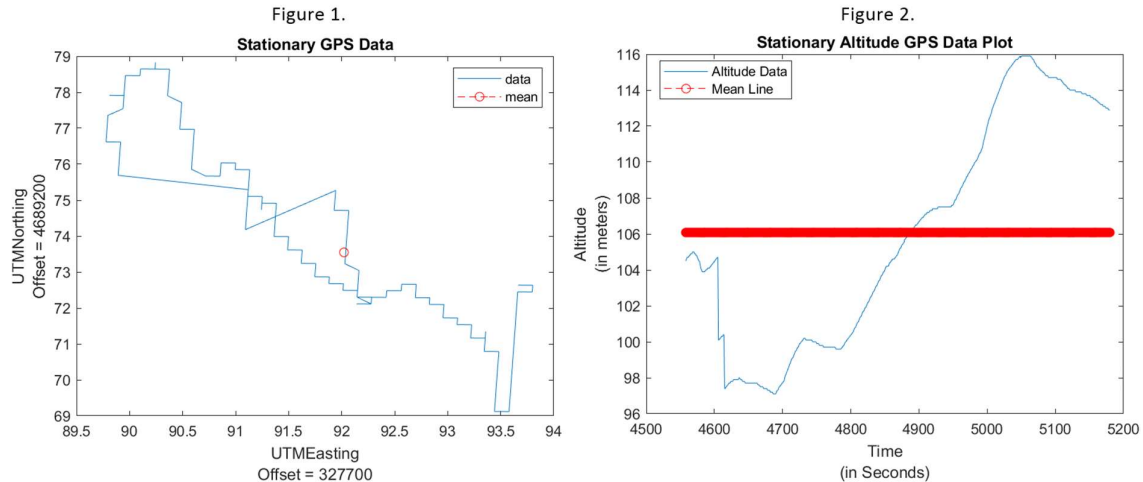 Figure 1.
Stationary GPS Data
data
mean
79
78
77
76
75
74
73
72
71
70
69
UTMNorthing
Offset = 4689200
89.5 90 90.5 91 91.5 92 92.5 93 93.5 94
UTMEasting
Offset = 327700
Figure 2.
Stationary Altitude GPS Data Plot
Altitude Data
Mean Line
116
114
112
110
108
106
104
102
100
98
96
Altitude
(in meters)
4500 4600 4700 4800 4900 5000 5100 5200
Time
(in Seconds)